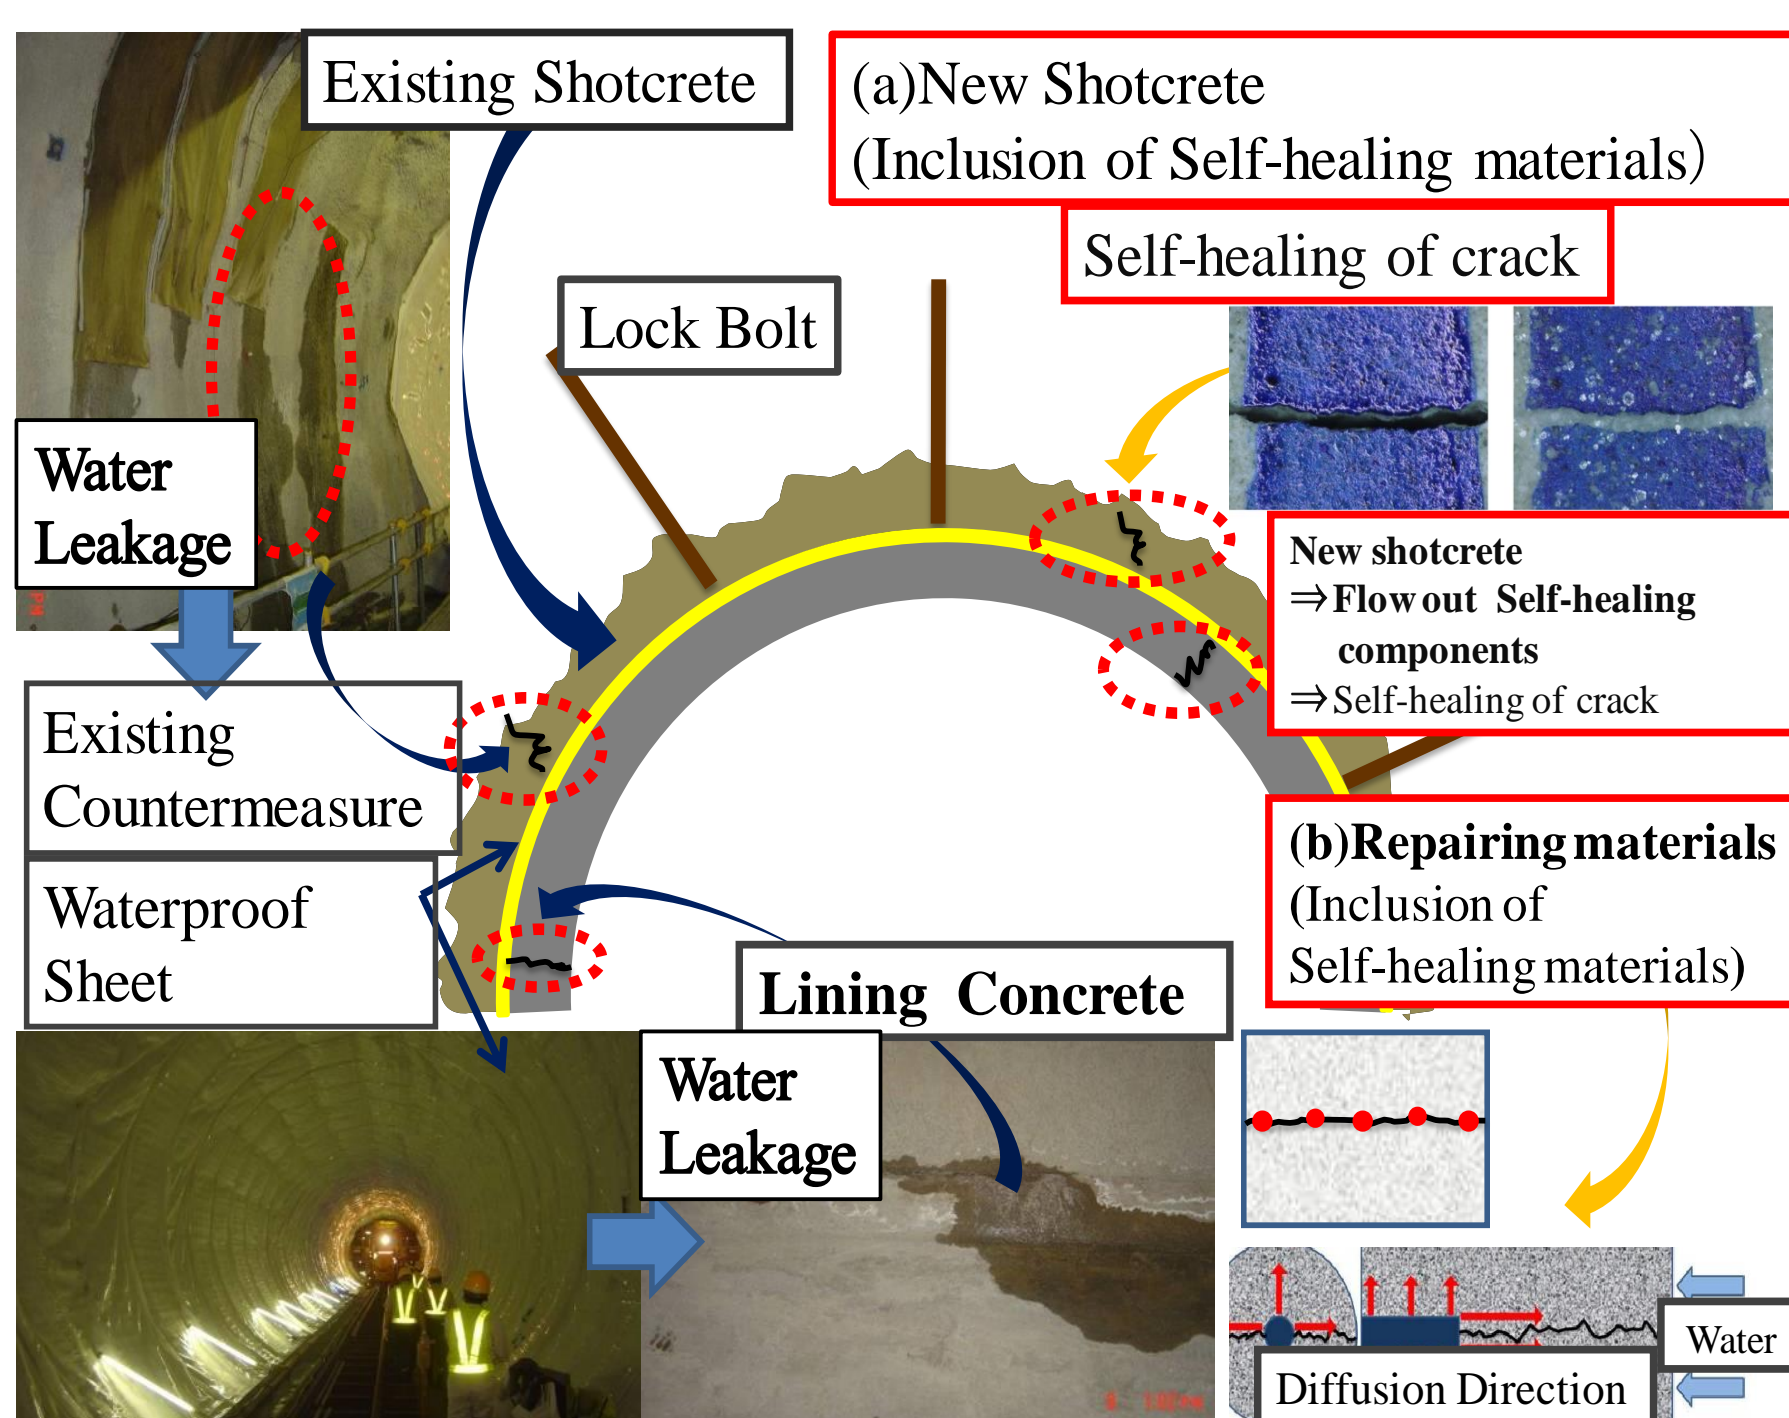 Existing Shotcrete
(a)New Shotcrete
(Inclusion of Self-healing materials）
Self-healing of crack
Lock Bolt
Water
Leakage
New shotcrete
⇒Flow out Self-healing
components
⇒Self-healing of crack
Existing
Countermeasure
Waterproof
Sheet
(b)Repairing materials
(Inclusion of
Self-healing materials)
Lining Concrete
Water
Leakage
Water
Diffusion Direction